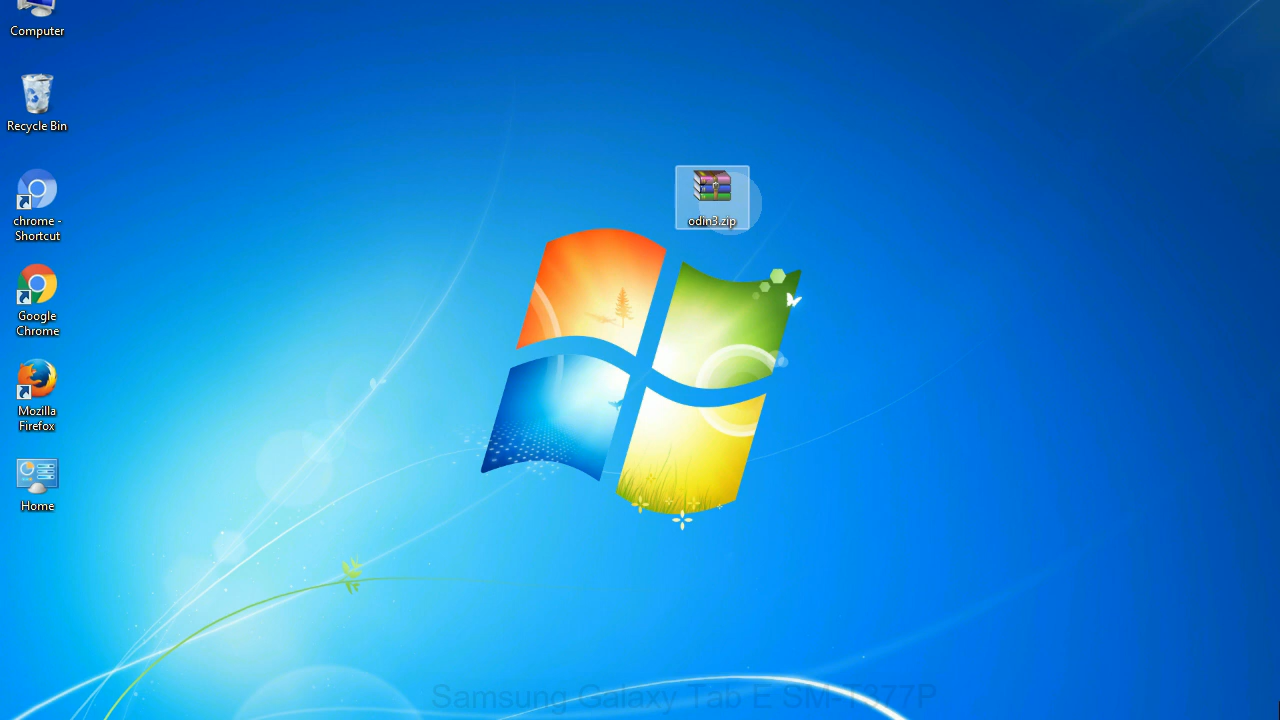 Computer
Recycle Bin
chrome -
Shortcut
Google
Chrome
Mozilla
Firefox
Home
odin3.zip
Samsung Galaxy Tab E SM-T377P